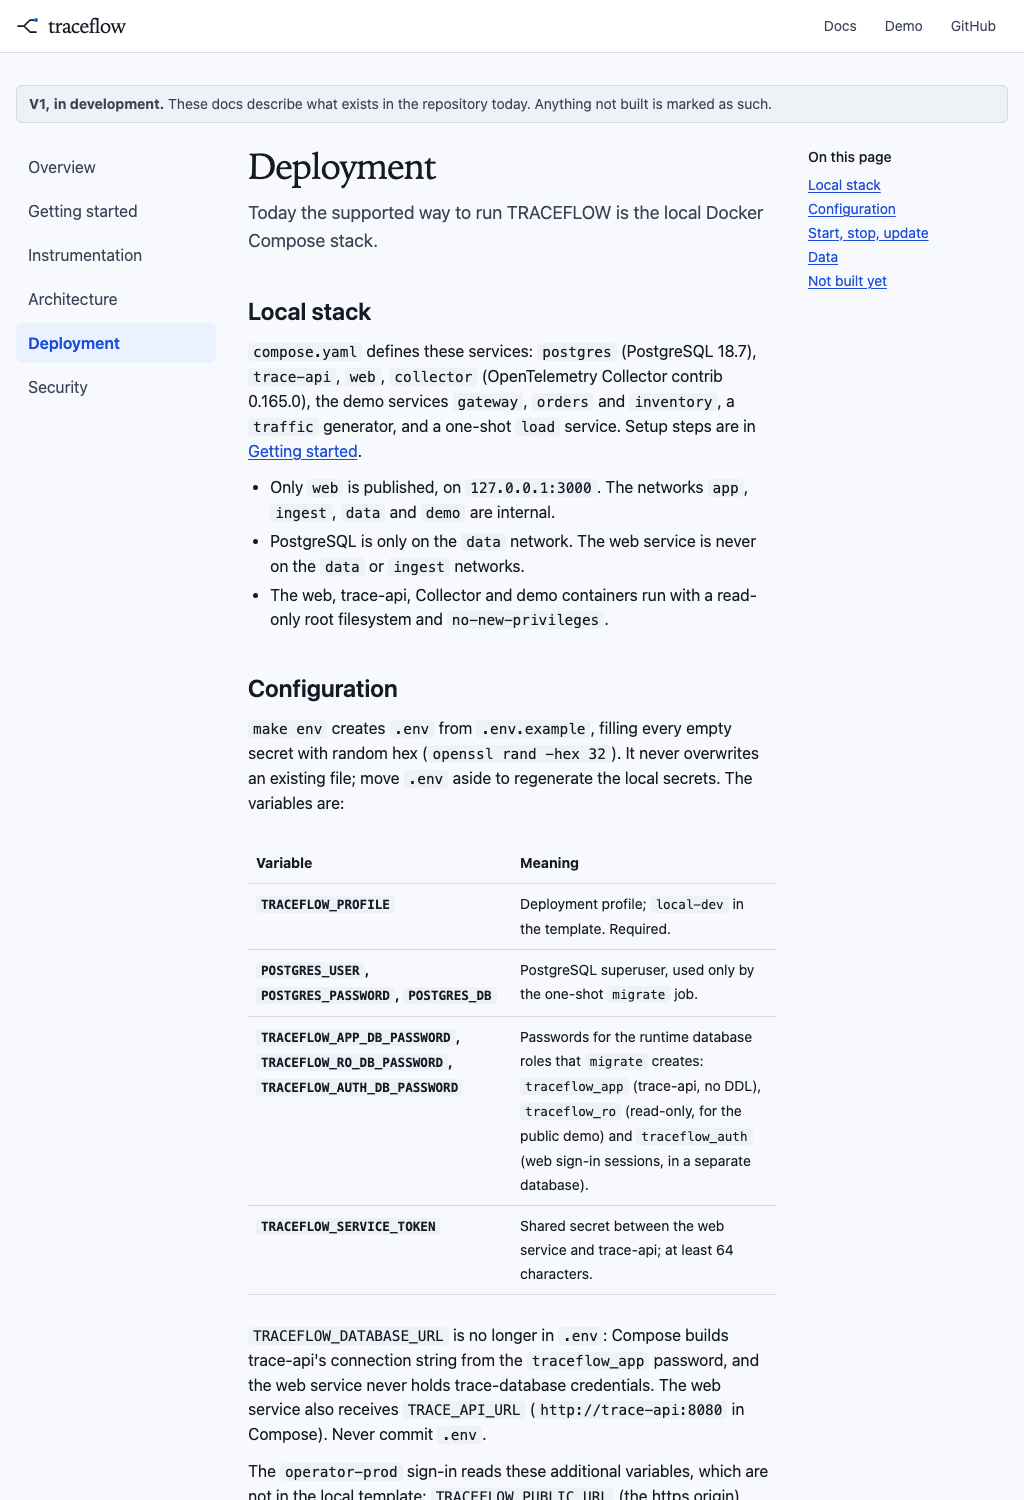 traceflow
Docs
Demo
GitHub
V1, in development. These docs describe what exists in the repository today. Anything not built is marked as such.
Overview
Getting started
Instrumentation
Architecture
Deployment
Security
Deployment
Today the supported way to run TRACEFLOW is the local Docker
Compose stack.
Local stack
compose.yaml defines these services: postgres (PostgreSQL 18.7),
trace-api, web, collector (OpenTelemetry Collector contrib
0.165.0), the demo services gateway, orders and inventory, a
traffic generator, and a one-shot load service. Setup steps are in
Getting started.
• Only web is published, on 127.0.0.1:3000. The networks app,
ingest, data and demo are internal.
• PostgreSQL is only on the data network. The web service is never
on the data or ingest networks.
• The web, trace-api, Collector and demo containers run with a read-
only root filesystem and no-new-privileges.
Configuration
make env creates .env from .env.example, filling every empty
secret with random hex (openssl rand -hex 32). It never overwrites
an existing file; move .env aside to regenerate the local secrets. The
variables are:
Variable
Meaning
TRACEFLOW_PROFILE
Deployment profile; local-dev in
the template. Required.
POSTGRES_USER,
POSTGRES_PASSWORD, POSTGRES_DB
PostgreSQL superuser, used only by
the one-shot migrate job.
TRACEFLOW_APP_DB_PASSWORD,
TRACEFLOW_RO_DB_PASSWORD,
TRACEFLOW_AUTH_DB_PASSWORD
Passwords for the runtime database
roles that migrate creates:
traceflow_app (trace-api, no DDL),
traceflow_ro (read-only, for the
public demo) and traceflow_auth
(web sign-in sessions, in a separate
database).
TRACEFLOW_SERVICE_TOKEN
Shared secret between the web
service and trace-api; at least 64
characters.
TRACEFLOW_DATABASE_URL is no longer in .env: Compose builds
trace-api's connection string from the traceflow_app password, and
the web service never holds trace-database credentials. The web
service also receives TRACE_API_URL (http://trace-api:8080 in
Compose). Never commit .env.
The operator-prod sign-in reads these additional variables, which are
not in the local template: TRACEFLOW_PUBLIC_URL (the https origin)
On this page
Local stack
Configuration
Start, stop, update
Data
Not built yet